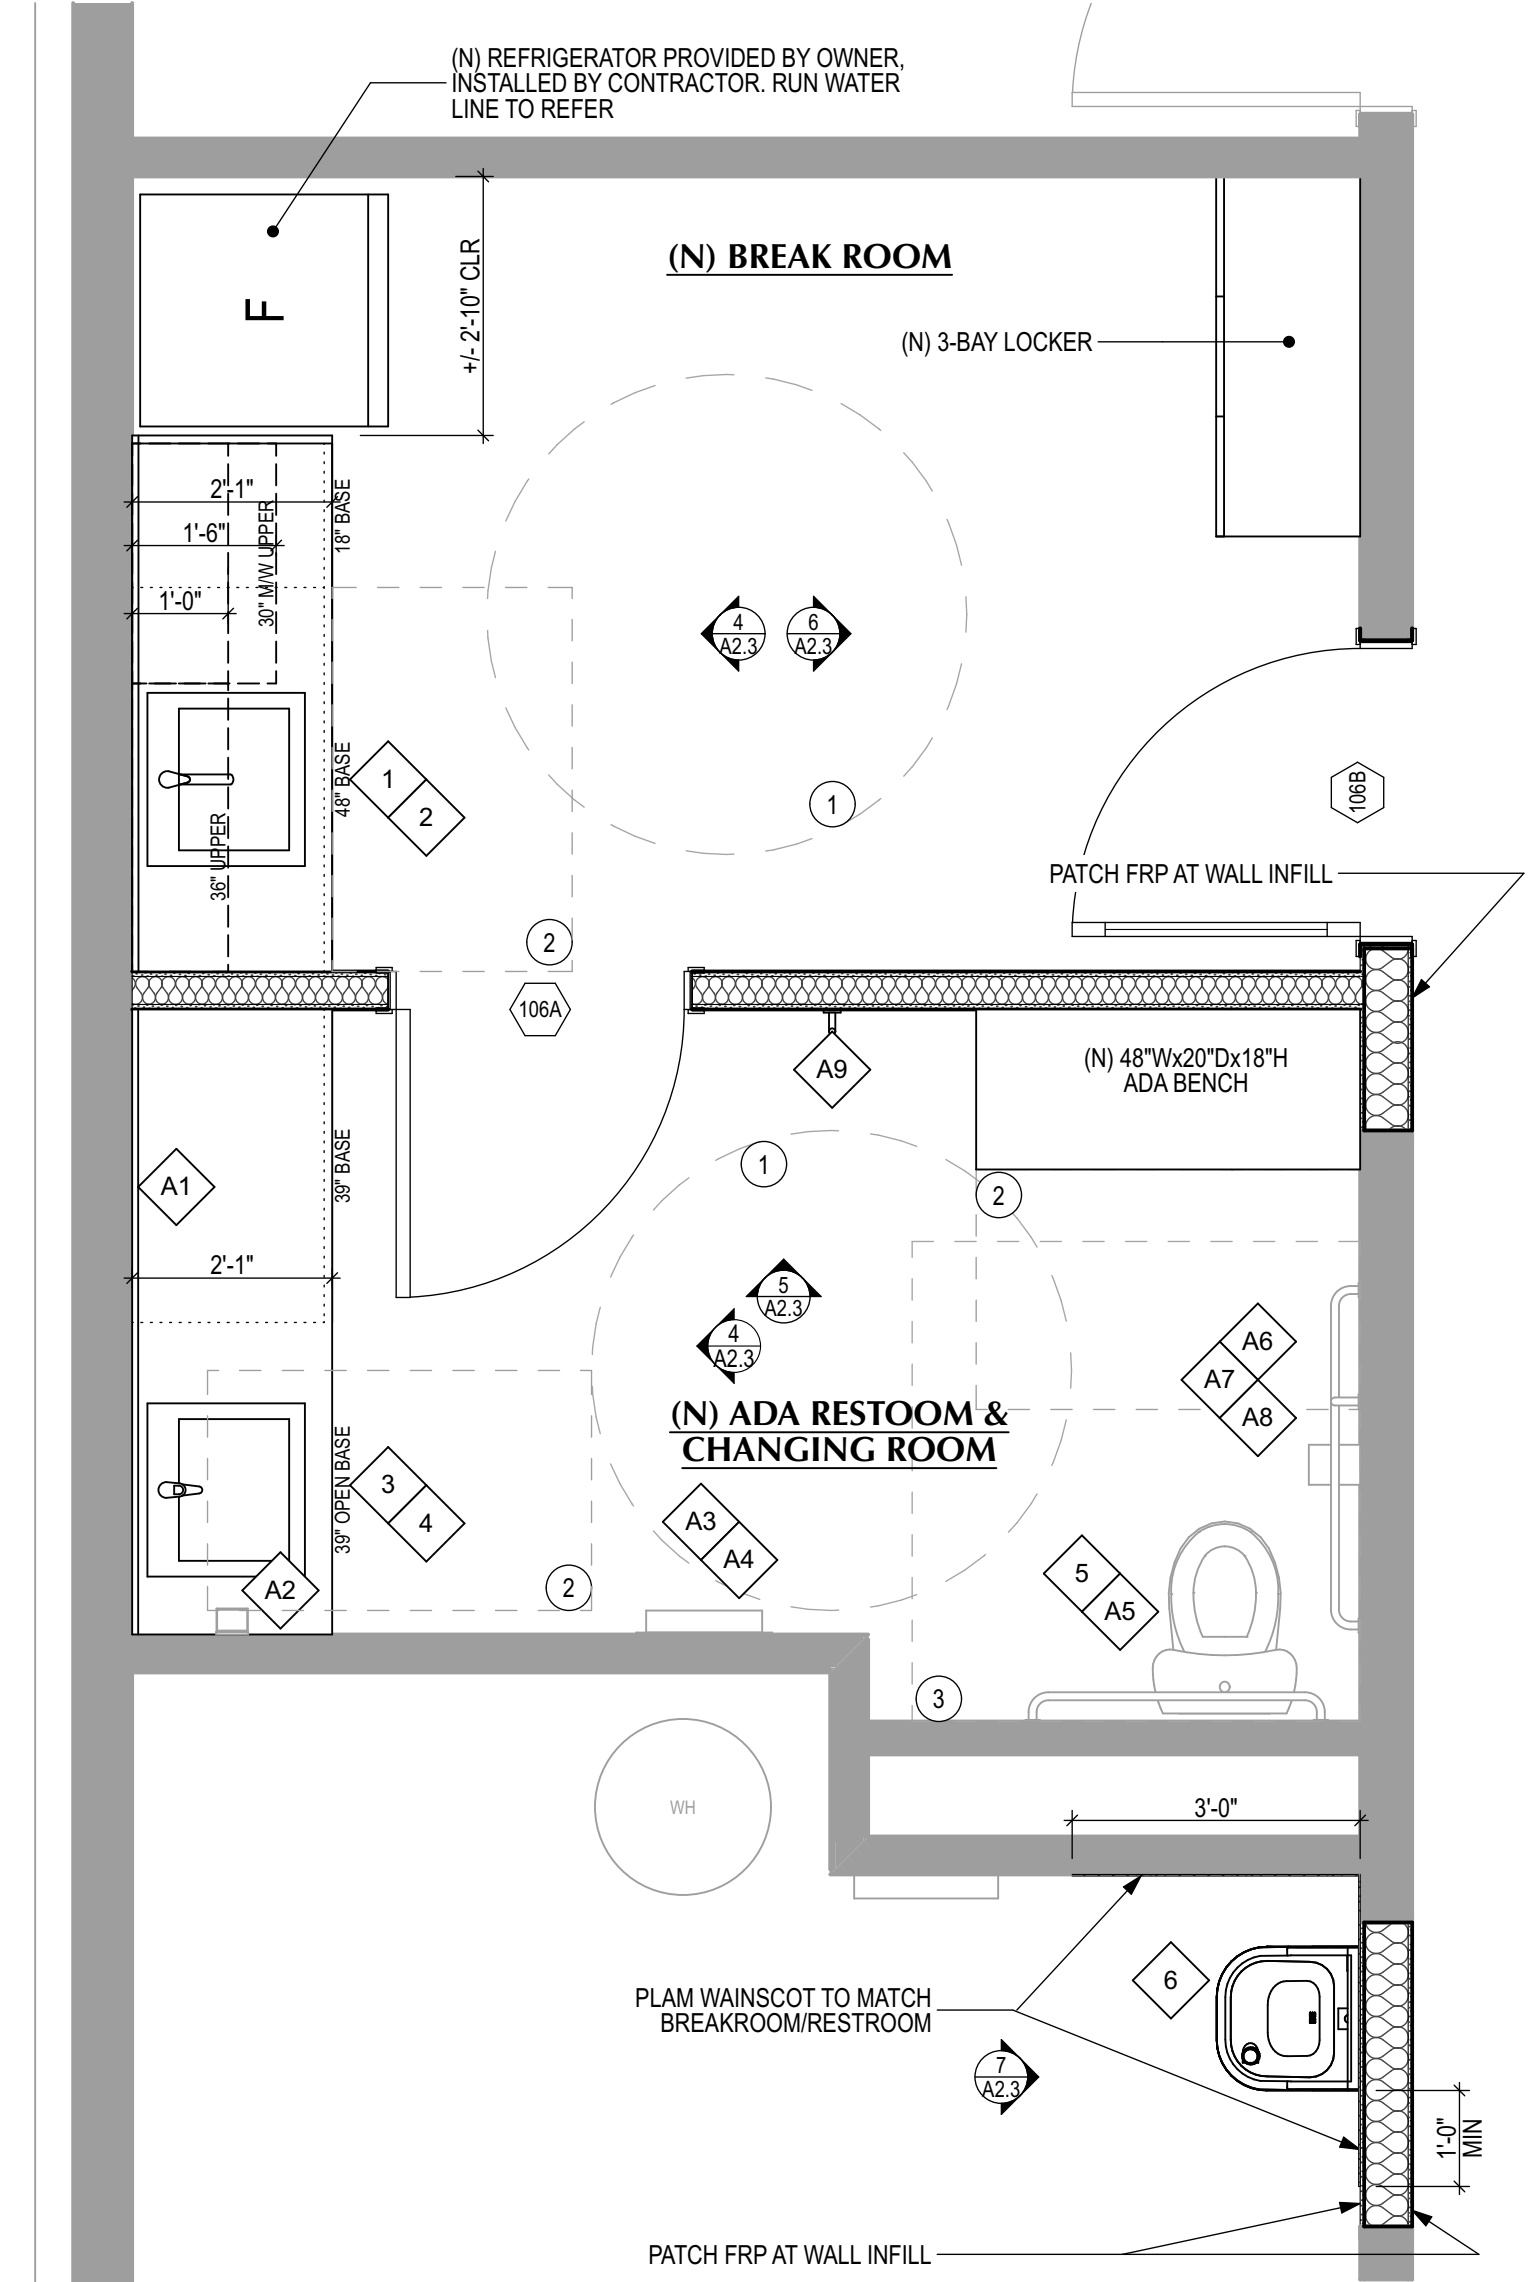 (N) REFRIGERATOR PROVIDED BY OWNER,
INSTALLED BY CONTRACTOR. RUN WATER
LINE TO REFER
F
+/- 2'-10" CLR
(N) BREAK ROOM
(N) 3-BAY LOCKER
2'-1"
18" BASE
1'-6"
30" M/W UPPER
1'-0"
4
A2.3
6
A2.3
48" BASE
36" UPPER
1
2
1
106B
PATCH FRP AT WALL INFILL
2
106A
A9
(N) 48"Wx20"Dx18"H
ADA BENCH
39" BASE
A1
1
2
2'-1"
5
A2.3
4
A2.3
A6
A7
A8
(N) ADA RESTOOM &
CHANGING ROOM
39" OPEN BASE
3
4
A3
A4
A2
2
5
A5
3
WH
3'-0"
6
PLAM WAINSCOT TO MATCH
BREAKROOM/RESTROOM
7
A2.3
1'-0"
MIN
PATCH FRP AT WALL INFILL